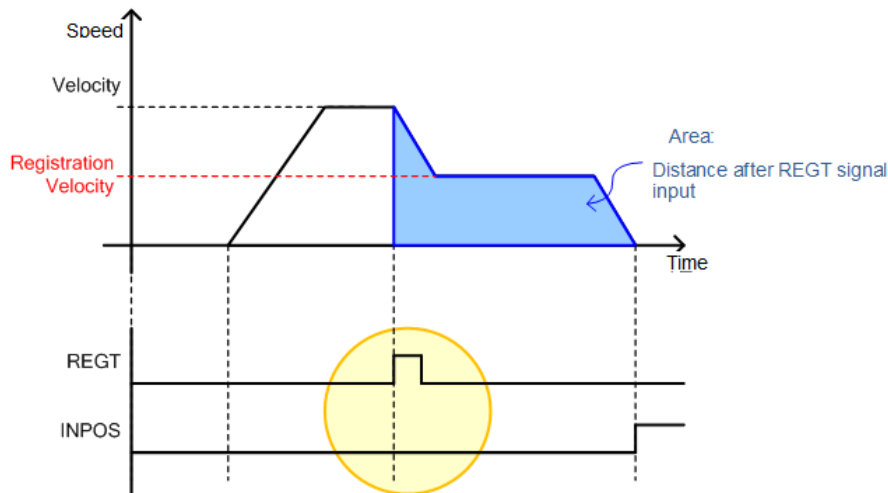 Speed
Velocity
Registration
Velocity
Area:
Distance after REGT signal
input
Time
REGT
INPOS